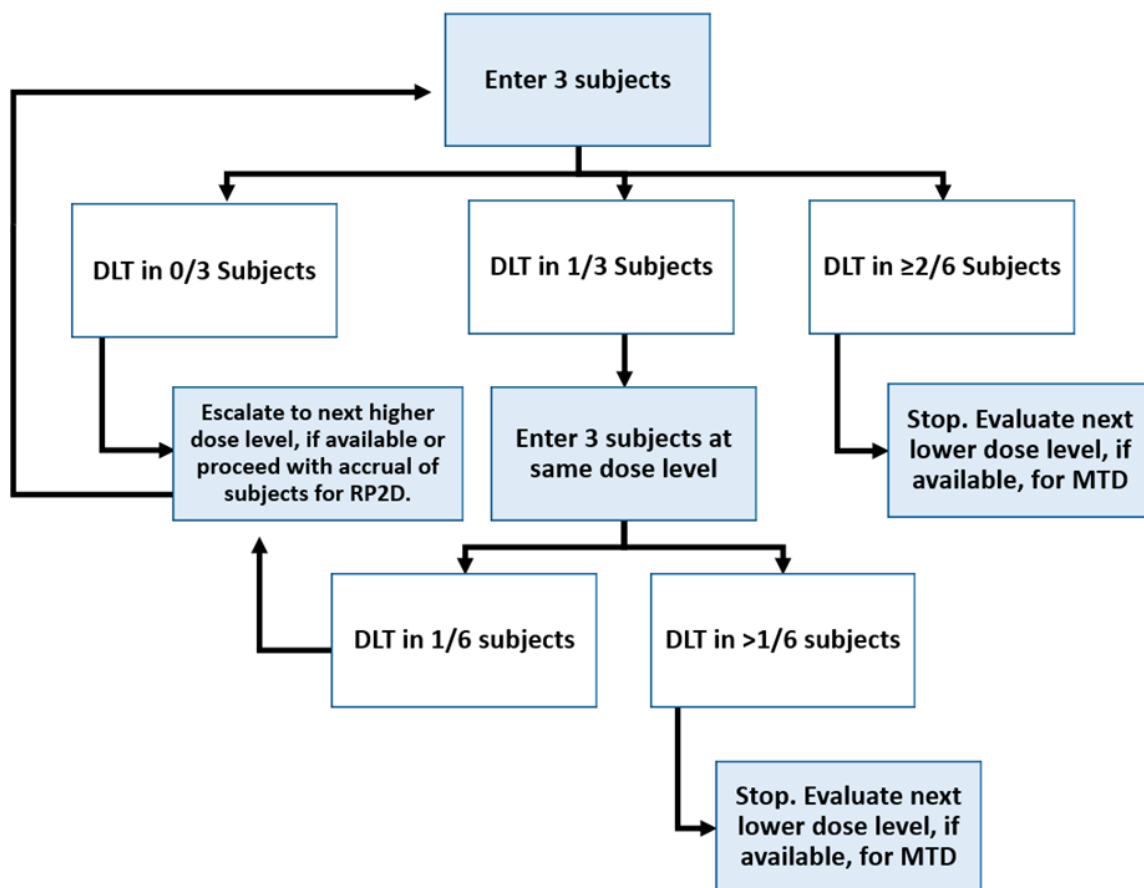 Enter 3 subjects
DLT in 0/3 Subjects
DLT in 1/3 Subjects
DLT in ≥2/6 Subjects
Escalate to next higher
dose level, if available or
proceed with accrual of
subjects for RP2D.
Enter 3 subjects at
same dose level
Stop. Evaluate next
lower dose level, if
available, for MTD
DLT in 1/6 subjects
DLT in >1/6 subjects
Stop. Evaluate next
lower dose level, if
available, for MTD